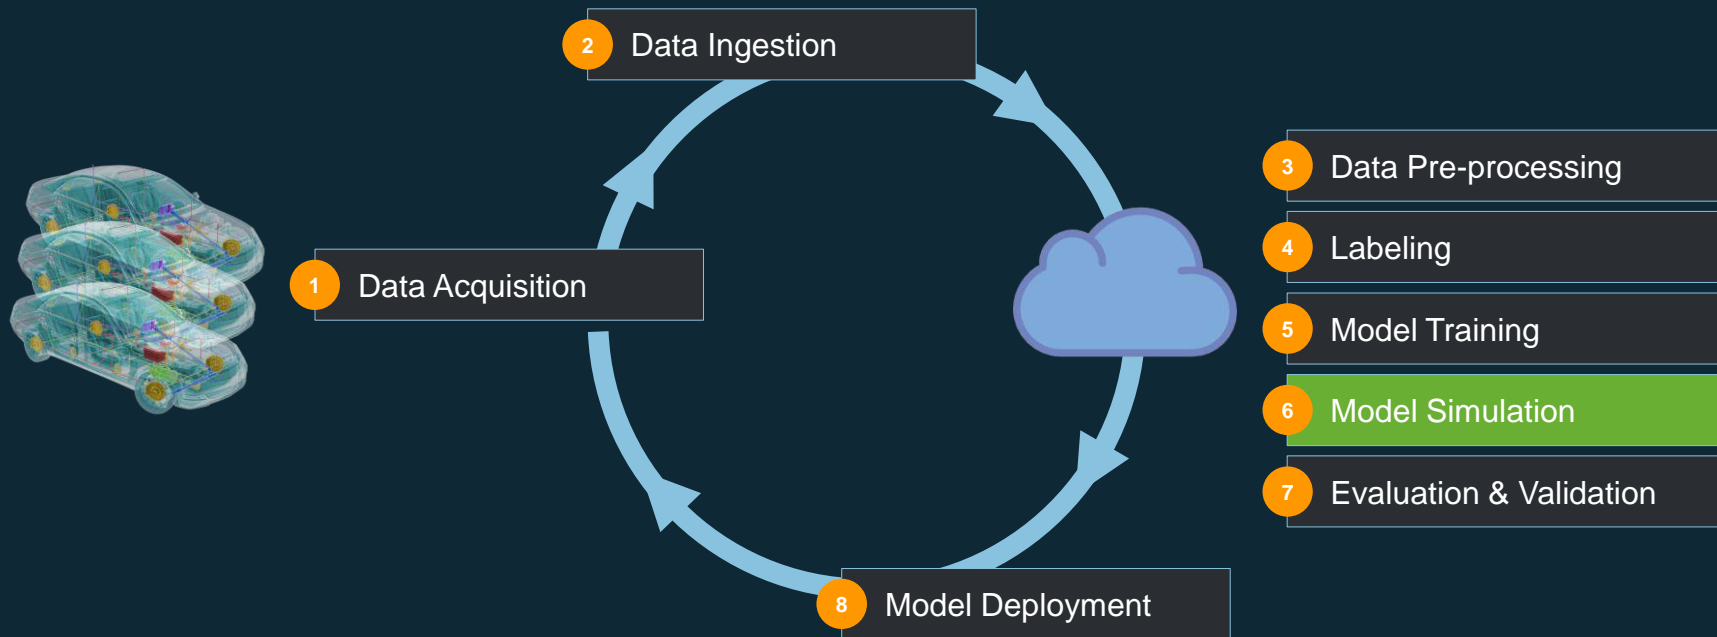 1 Data Acquisition
2 Data Ingestion
3 Data Pre-processing
4 Labeling
5 Model Training
6 Model Simulation
7 Evaluation & Validation
8 Model Deployment